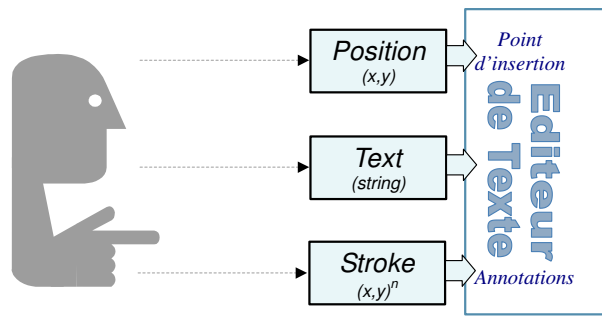 Position
(x,y)
Point
d’insertion
Text
(string)
Editeur
de Texte
Stroke
(x,y)ⁿ
Annotations